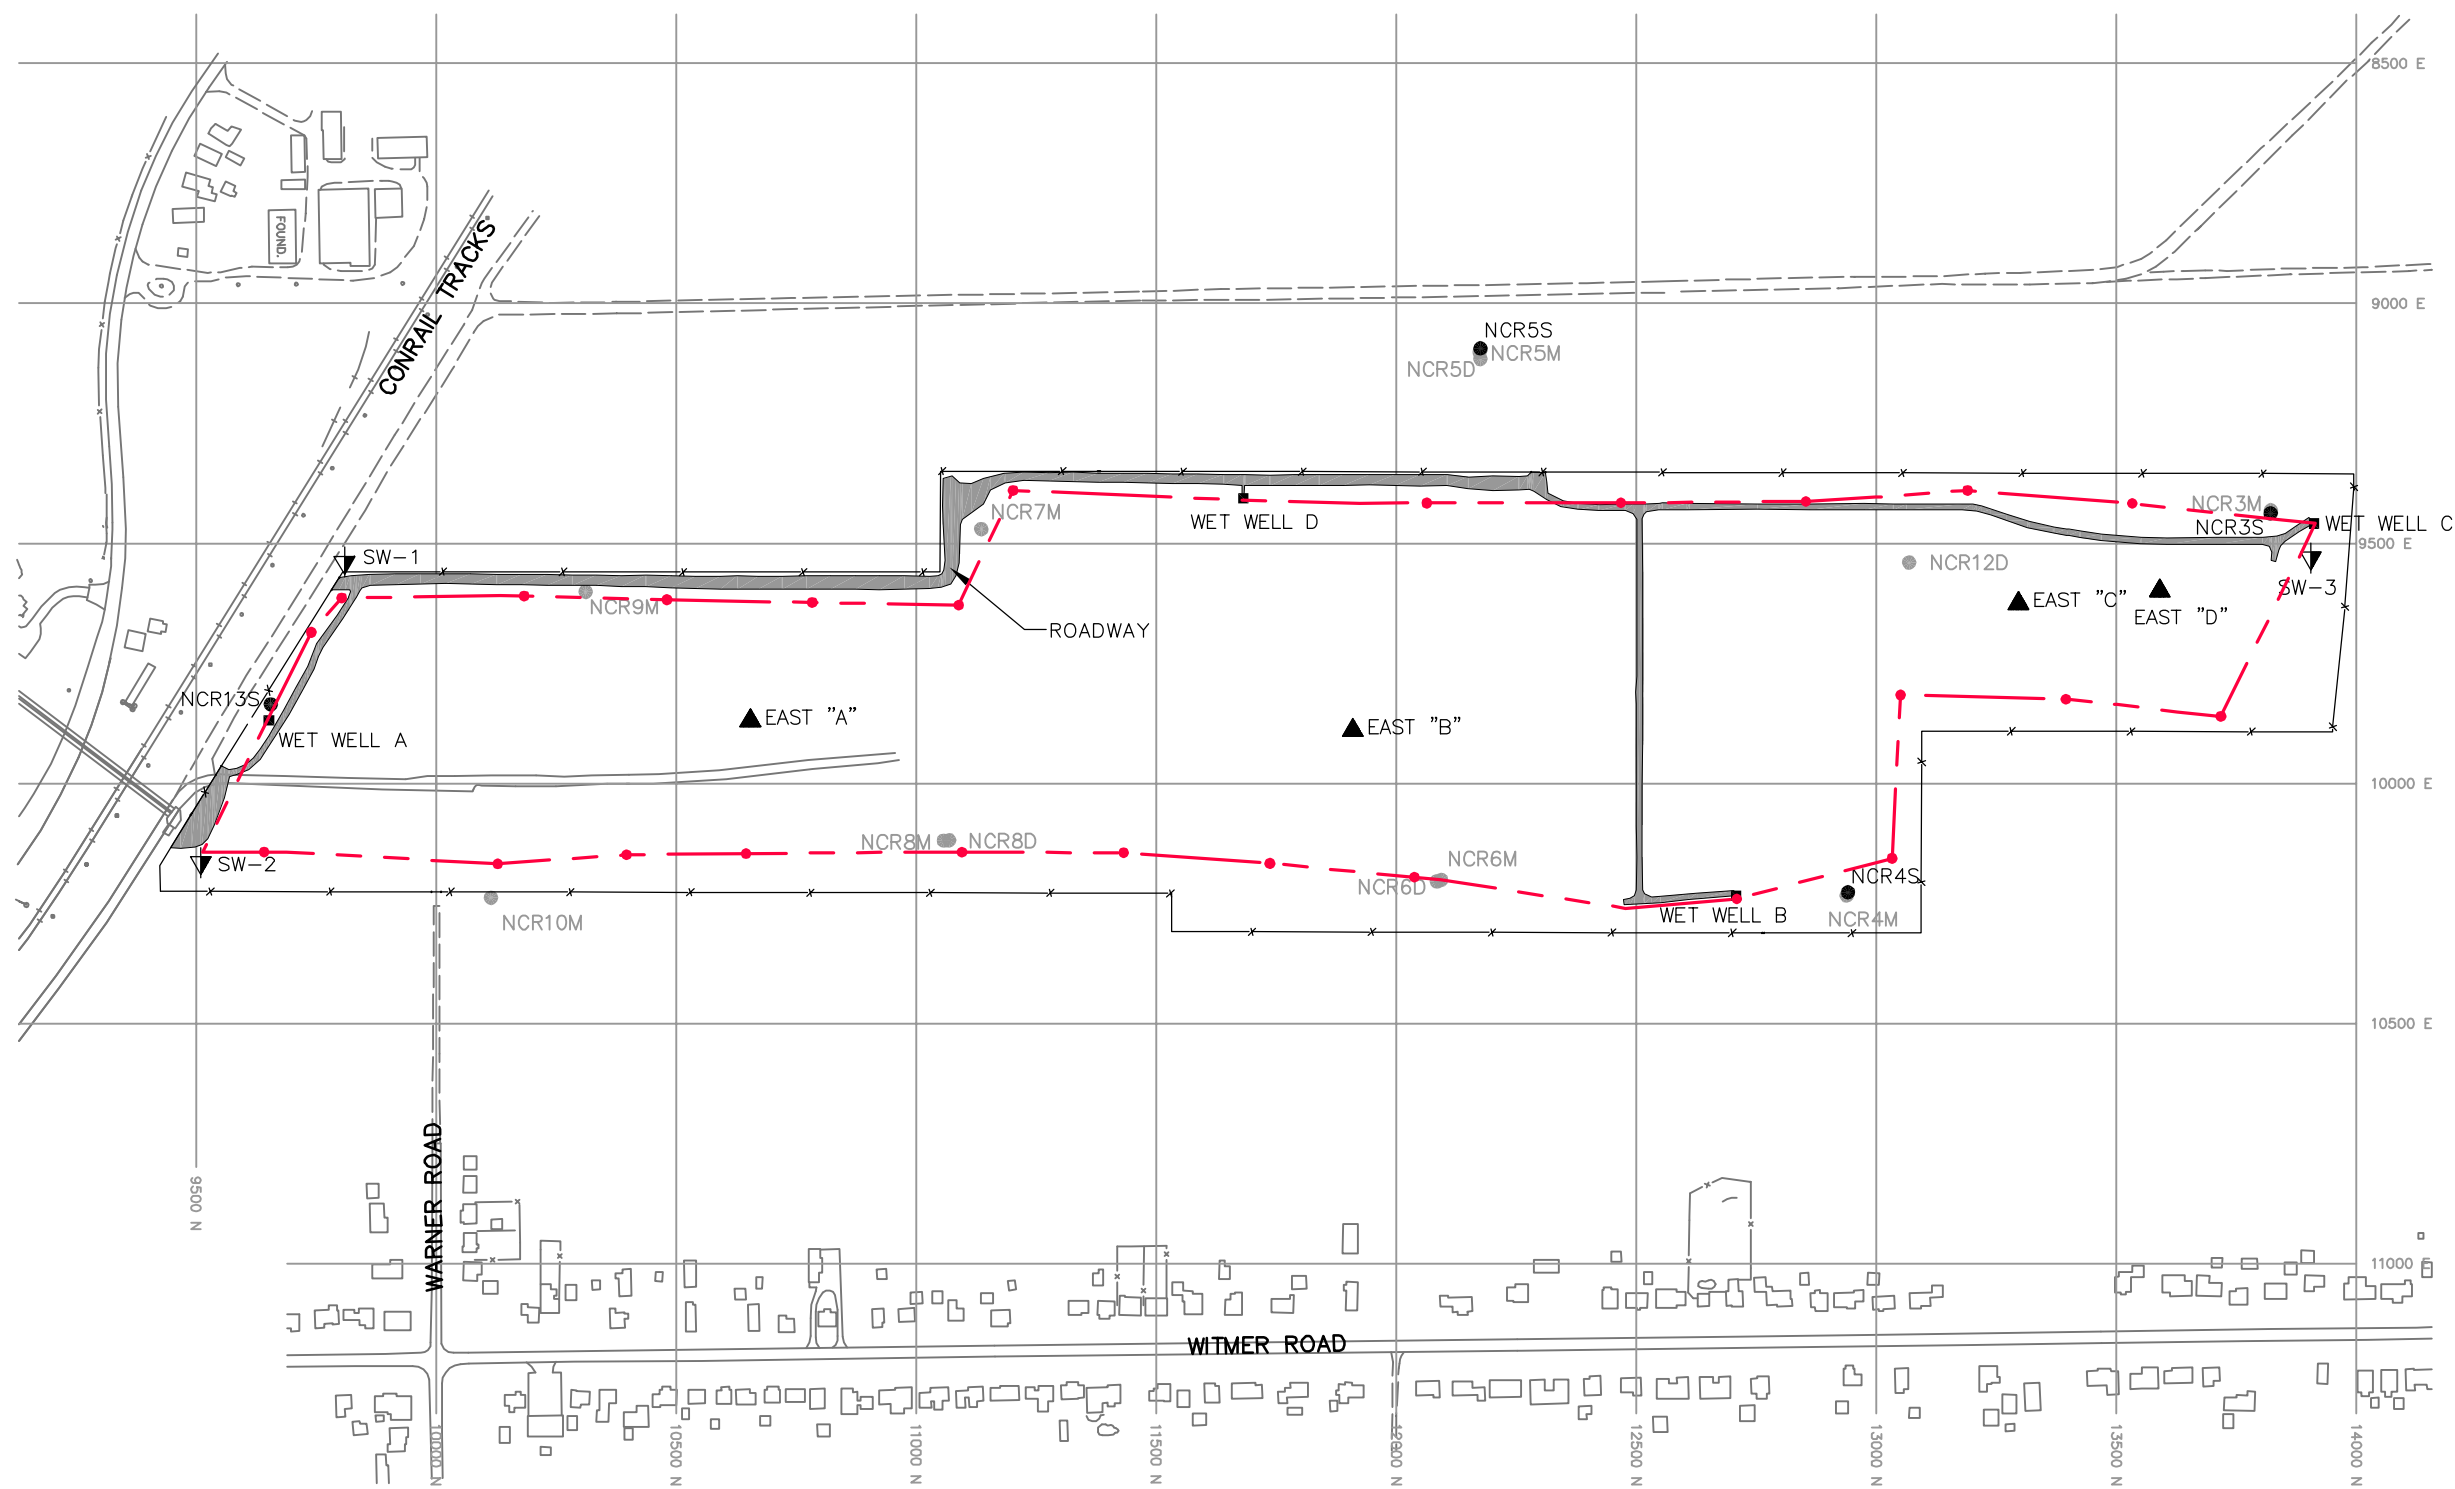 8500 E
FOUND.
CONRAIL TRACKS
9000 E
NCR5S
NCR5M
NCR5D
NCR7M
WET WELL D
NCR3M
NCR3S
WET WELL C
9500 E
SW-1
NCR12D
SW-3
EAST "C"
EAST "D"
NCR9M
ROADWAY
NCR13S
EAST "A"
EAST "B"
WET WELL A
10000 E
NCR8M
NCR8D
SW-2
NCR6M
NCR6D
NCR4S
WET WELL B
NCR4M
NCR10M
10500 E
WARNER ROAD
9500 N
11000 E
WITMER ROAD
10000 N
10500 N
11000 N
11500 N
12000 N
12500 N
13000 N
13500 N
14000 N